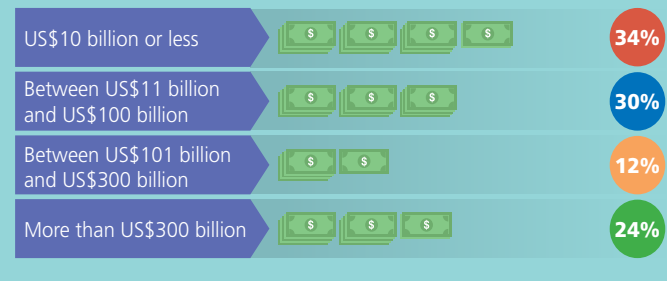 US$10 billion or less
$ $ $ $
34%
Between US$11 billion
and US$100 billion
$ $ $
30%
Between US$101 billion
and US$300 billion
$ $
12%
More than US$300 billion
$ $ $
24%